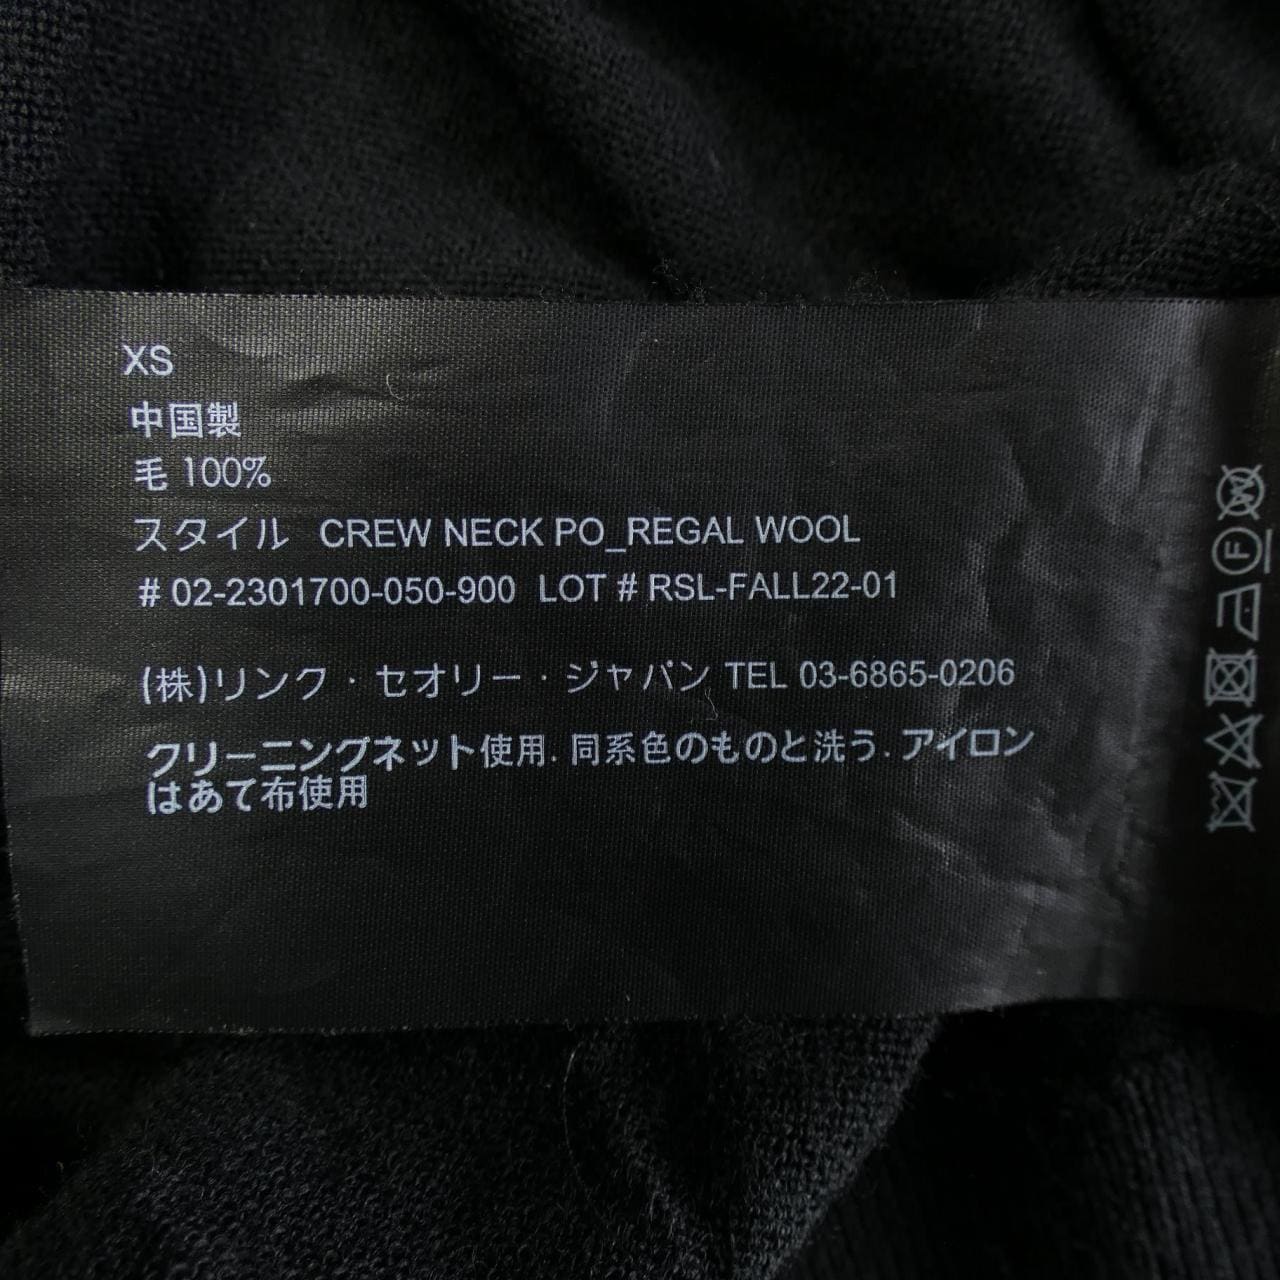 XS
中国製
毛 100%
スタイル CREW NECK PO_REGAL WOOL
# 02-2301700-050-900 LOT # RSL-FALL22-01
(株)リンク・セオリー・ジャパン TEL 03-6865-0206
クリーニングネット使用. 同系色のものと洗う. アイロン
はあて布使用
W
F